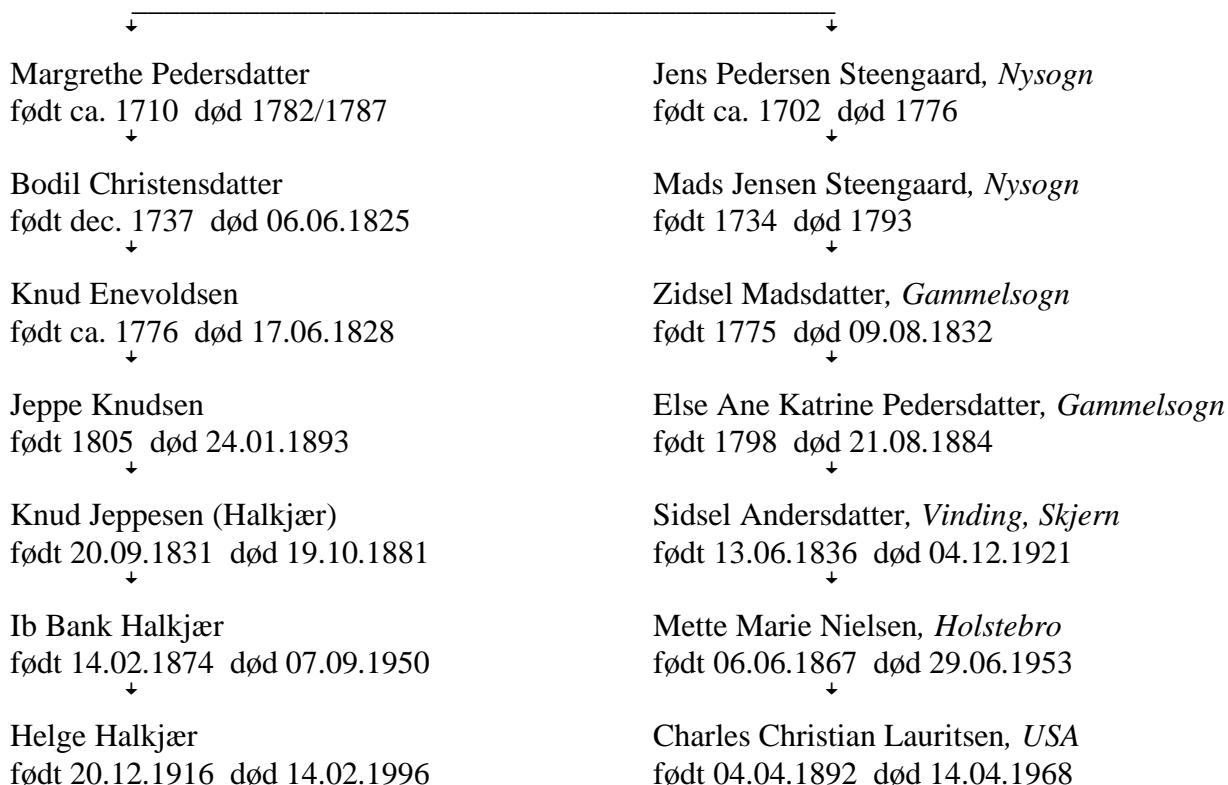 Margrethe Pedersdatter
født ca. 1710 død 1782/1787
Bodil Christensdatter
født dec. 1737 død 06.06.1825
Knud Enevoldsen
født ca. 1776 død 17.06.1828
Jeppe Knudsen
født 1805 død 24.01.1893
Knud Jeppesen (Halkjær)
født 20.09.1831 død 19.10.1881
Ib Bank Halkjær
født 14.02.1874 død 07.09.1950
Helge Halkjær
født 20.12.1916 død 14.02.1996
Jens Pedersen Steengaard, Nysogn
født ca. 1702 død 1776
Mads Jensen Steengaard, Nysogn
født 1734 død 1793
Zidsel Madsdatter, Gammelsogn
født 1775 død 09.08.1832
Else Ane Katrine Pedersdatter, Gammelsogn
født 1798 død 21.08.1884
Sidsel Andersdatter, Vinding, Skjern
født 13.06.1836 død 04.12.1921
Mette Marie Nielsen, Holstebro
født 06.06.1867 død 29.06.1953
Charles Christian Lauritsen, USA
født 04.04.1892 død 14.04.1968